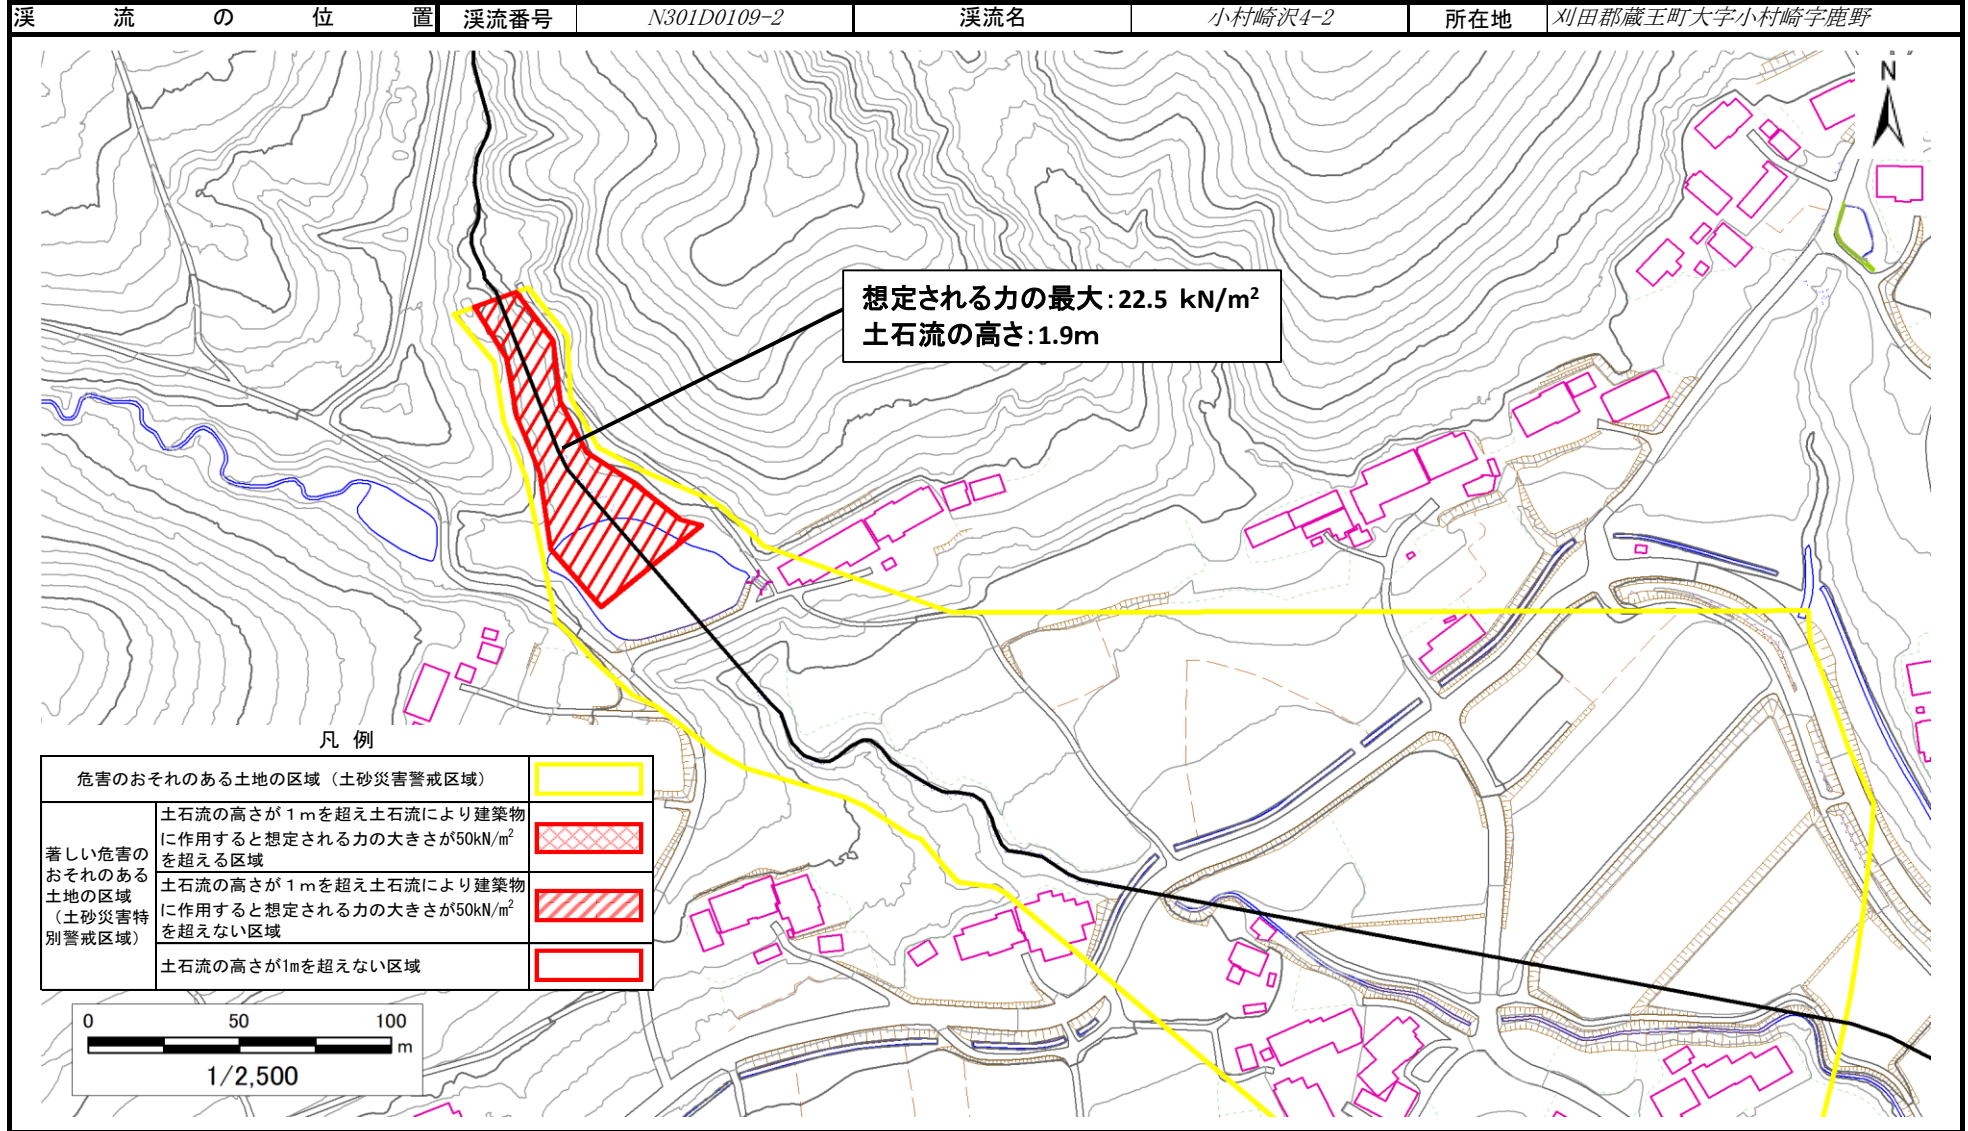 渓流の位置 渓流番号 N301D0109-2 渓流名 小村崎沢4-2 所在地 刈田郡蔵王町大字小村崎字鹿野
N
想定される力の最大：22.5 kN/m²
土石流の高さ：1.9m
凡 例
危害のおそれのある土地の区域（土砂災害警戒区域）
著しい危害の
おそれのある
土地の区域
（土砂災害特
別警戒区域）
土石流の高さが１ｍを超え土石流により建築物
に作用すると想定される力の大きさが50kN/m²
を超える区域
土石流の高さが１ｍを超え土石流により建築物
に作用すると想定される力の大きさが50kN/m²
を超えない区域
土石流の高さが1mを超えない区域
0 50 100
m
1/2,500